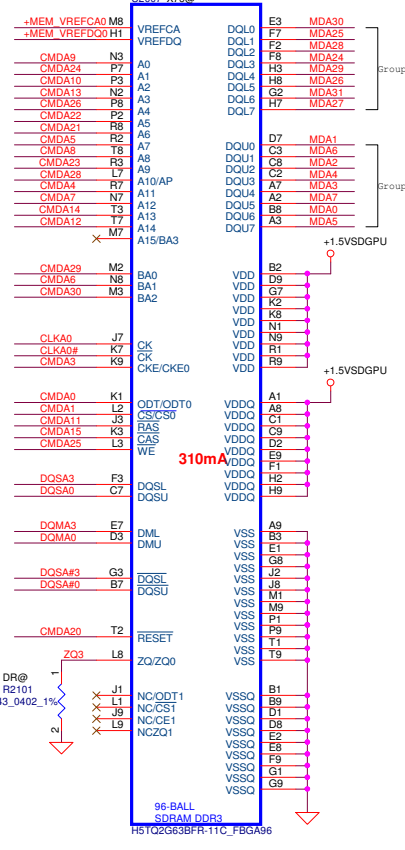 +MEM_VREFCA0 M8 VREFCA DQL0 E3 MDA30
+MEM_VREFDQ0 H1 VREFDQ DQL1 F7 MDA25
DQL2 F2 MDA28
CMDA9 N3 A0 DQL3 F8 MDA24
CMDA24 P7 A1 DQL4 H3 MDA29
CMDA10 P3 A2 DQL5 H8 MDA26
CMDA13 N2 A3 DQL6 G2 MDA31
CMDA26 P8 A4 DQL7 H7 MDA27
Group
CMDA22 P2 A5
CMDA21 R8 A6
CMDA5 R2 A7 DQU0 D7 MDA1
CMDA8 T8 A8 DQU1 C3 MDA6
CMDA23 R3 A9 DQU2 C8 MDA2
CMDA28 L7 A10/AP DQU3 C2 MDA4
CMDA4 R7 A11 DQU4 A7 MDA3
CMDA7 N7 A12 DQU5 A2 MDA7
CMDA14 T3 A13 DQU6 B8 MDA0
CMDA12 T7 A14 DQU7 A3 MDA5
Group
M7 A15/BA3
+1.5VSDGPU
CMDA29 M2 BA0 VDD B2
CMDA6 N8 BA1 VDD D9
CMDA30 M3 BA2 VDD G7
VDD K2
VDD K8
VDD N1
CLKA0 J7 CK VDD N9
CLKA0# K7 CK VDD R1
CMDA3 K9 CKE/CKE0 VDD R9
+1.5VSDGPU
CMDA0 K1 ODT/ODT0 VDDQ A1
CMDA1 L2 CS/CS0 VDDQ A8
CMDA11 J3 RAS VDDQ C1
CMDA15 K3 CAS VDDQ C9
CMDA25 L3 WE VDDQ D2
310mA VDDQ E9
VDDQ F1
DQSA3 F3 DQSL VDDQ H2
DQSA0 C7 DQSU VDDQ H9
DQMA3 E7 DML VSS A9
DQMA0 D3 DMU VSS B3
VSS E1
VSS G8
DQSA#3 G3 DQSL VSS J2
DQSA#0 B7 DQSU VSS J8
VSS M1
VSS M9
VSS P1
CMDA20 T2 RESET VSS P9
VSS T1
ZQ3 L8 ZQ/ZQ0 VSS T9
DR@
R2101
43_0402_1%
1
2
J1 NC/ODT1 VSSQ B1
L1 NC/CS1 VSSQ B9
J9 NC/CE1 VSSQ D1
L9 NCZQ1 VSSQ D8
VSSQ E2
VSSQ E8
VSSQ F9
VSSQ G1
VSSQ G9
96-BALL
SDRAM DDR3
H5TQ2G63BFR-11C_FBGA96